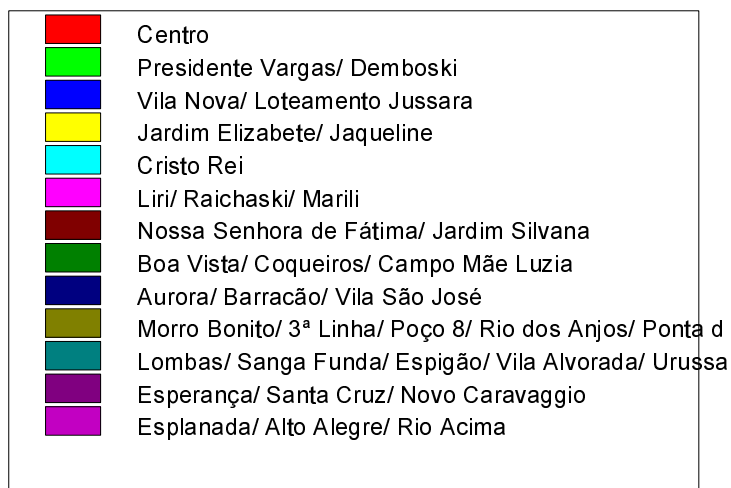 Centro
Presidente Vargas/ Demboski
Vila Nova/ Loteamento Jussara
Jardim Elizabete/ Jaqueline
Cristo Rei
Liri/ Raichaski/ Marili
Nossa Senhora de Fátima/ Jardim Silvana
Boa Vista/ Coqueiros/ Campo Mãe Luzia
Aurora/ Barracão/ Vila São José
Morro Bonito/ 3ª Linha/ Poço 8/ Rio dos Anjos/ Ponta d
Lombas/ Sanga Funda/ Espigão/ Vila Alvorada/ Urussa
Esperança/ Santa Cruz/ Novo Caravaggio
Esplanada/ Alto Alegre/ Rio Acima